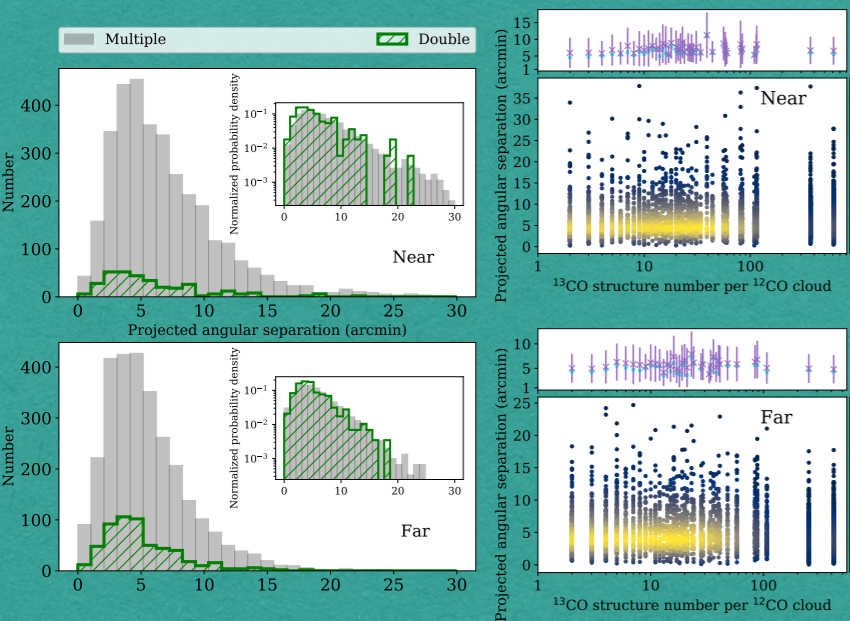 Multiple
Double
Number
400
300
200
100
0
0 5 10 15 20 25 30
Projected angular separation (arcmin)
Near
Normalized probability density
10⁻¹
10⁻²
10⁻³
0 10 20 30
Number
400
300
200
100
0
0 5 10 15 20 25 30
Far
Normalized probability density
10⁻¹
10⁻²
10⁻³
0 10 20 30
Projected angular separation (arcmin)
15
10
5
1
35
30
25
20
15
10
5
0
Near
1 10 100
¹³CO structure number per ¹²CO cloud
Projected angular separation (arcmin)
10
5
1
25
20
15
10
5
0
Far
1 10 100
¹³CO structure number per ¹²CO cloud